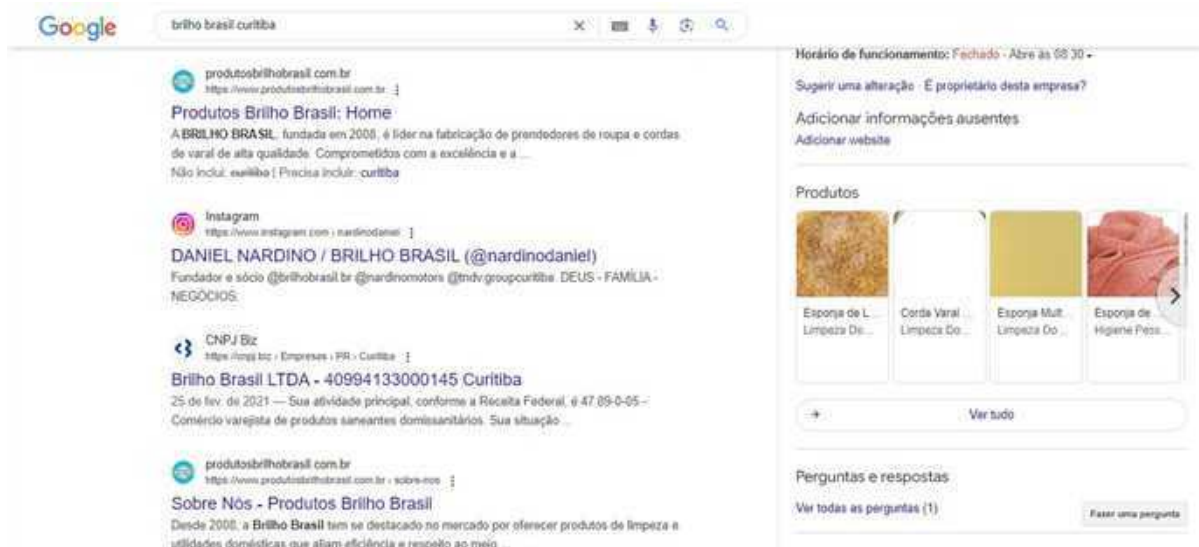 Google
brilho brasil curitiba
produtosbrilhobrasil.com.br
https://www.produtosbrilhobrasil.com.br
Produtos Brilho Brasil: Home
A BRILHO BRASIL, fundada em 2008, é líder na fabricação de prendedores de roupa e cordas
de varal de alta qualidade. Comprometidos com a excelência e a ...
Não inclui: curitiba | Precisa incluir: curitiba
Instagram
https://www.instagram.com › nardinodaniel
DANIEL NARDINO / BRILHO BRASIL (@nardinodaniel)
Fundador e sócio @brilhobrasil.br @nardinomotors @tndv.groupcuritiba. DEUS - FAMÍLIA -
NEGÓCIOS.
CNPJ Biz
https://cnpj.biz › Empresas › PR › Curitiba
Brilho Brasil LTDA - 40994133000145 Curitiba
25 de fev. de 2021 — Sua atividade principal, conforme a Receita Federal, é 47.89-0-05 -
Comércio varejista de produtos saneantes domissanitários. Sua situação ...
produtosbrilhobrasil.com.br
https://www.produtosbrilhobrasil.com.br › sobre-nos
Sobre Nós - Produtos Brilho Brasil
Desde 2008, a Brilho Brasil tem se destacado no mercado por oferecer produtos de limpeza e
utilidades domésticas que aliam eficiência e respeito ao meio ...
Horário de funcionamento: Fechado - Abre às 08:30
Sugerir uma alteração · É proprietário desta empresa?
Adicionar informações ausentes
Adicionar website
Produtos
Esponja de L...
Limpeza Do...
Corda Varal ...
Limpeza Do...
Esponja Mult...
Limpeza Do...
Esponja de ...
Higiene Pess...
Ver tudo
Perguntas e respostas
Ver todas as perguntas (1)
Fazer uma pergunta